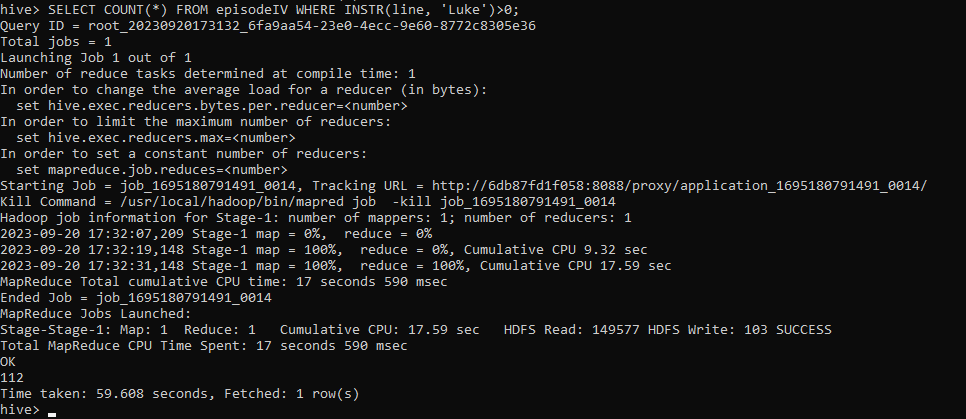 hive> SELECT COUNT(*) FROM episodeIV WHERE INSTR(line, 'Luke')>0;
Query ID = root_20230920173132_6fa9aa54-23e0-4ecc-9e60-8772c8305e36
Total jobs = 1
Launching Job 1 out of 1
Number of reduce tasks determined at compile time: 1
In order to change the average load for a reducer (in bytes):
  set hive.exec.reducers.bytes.per.reducer=<number>
In order to limit the maximum number of reducers:
  set hive.exec.reducers.max=<number>
In order to set a constant number of reducers:
  set mapreduce.job.reduces=<number>
Starting Job = job_1695180791491_0014, Tracking URL = http://6db87fd1f058:8088/proxy/application_1695180791491_0014/
Kill Command = /usr/local/hadoop/bin/mapred job  -kill job_1695180791491_0014
Hadoop job information for Stage-1: number of mappers: 1; number of reducers: 1
2023-09-20 17:32:07,209 Stage-1 map = 0%,  reduce = 0%
2023-09-20 17:32:19,148 Stage-1 map = 100%,  reduce = 0%, Cumulative CPU 9.32 sec
2023-09-20 17:32:31,148 Stage-1 map = 100%,  reduce = 100%, Cumulative CPU 17.59 sec
MapReduce Total cumulative CPU time: 17 seconds 590 msec
Ended Job = job_1695180791491_0014
MapReduce Jobs Launched:
Stage-Stage-1: Map: 1  Reduce: 1   Cumulative CPU: 17.59 sec   HDFS Read: 149577 HDFS Write: 103 SUCCESS
Total MapReduce CPU Time Spent: 17 seconds 590 msec
OK
112
Time taken: 59.608 seconds, Fetched: 1 row(s)
hive>